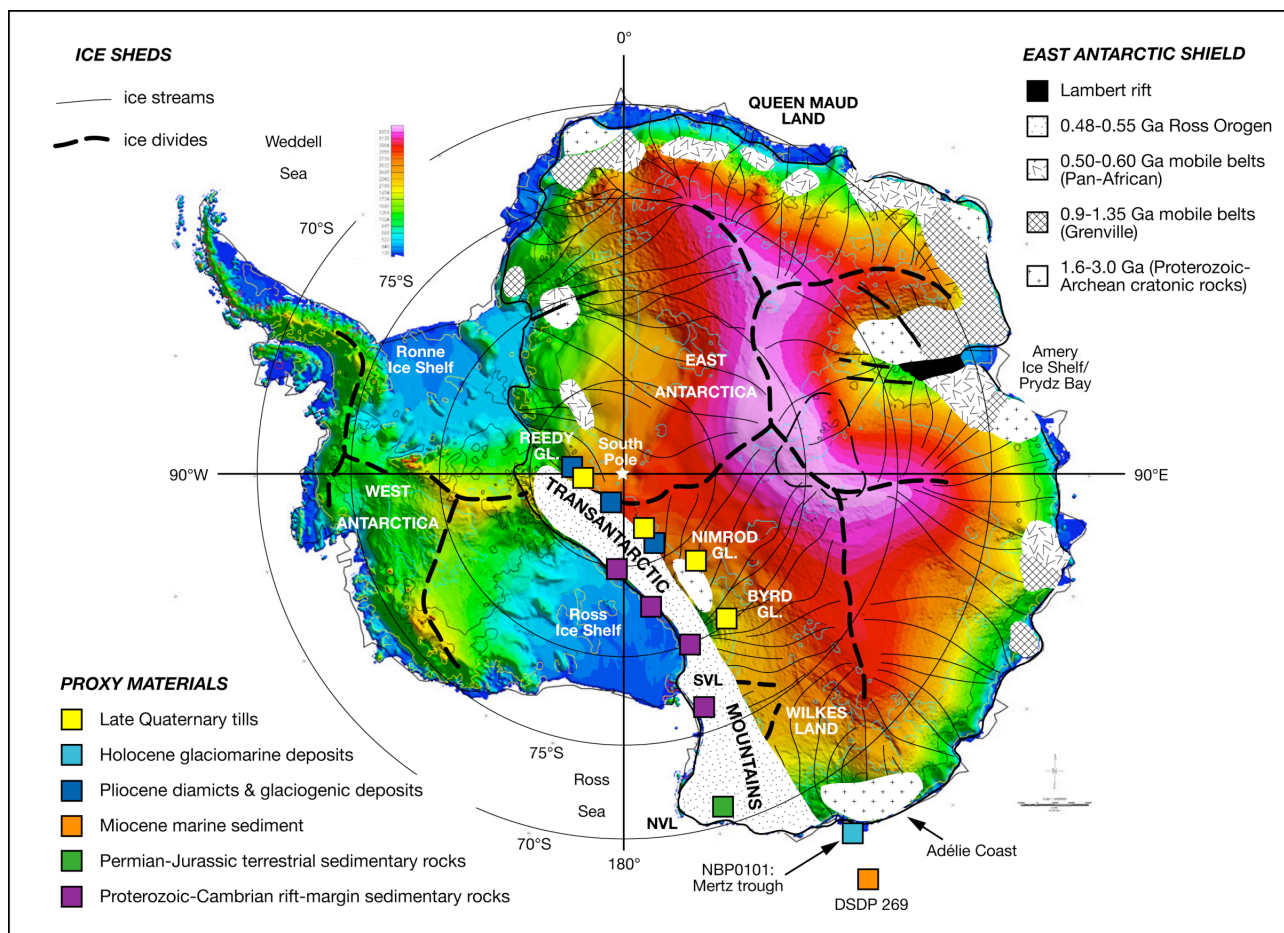 ICE SHEDS
ice streams
ice divides
0°
EAST ANTARCTIC SHIELD
Lambert rift
0.48-0.55 Ga Ross Orogen
0.50-0.60 Ga mobile belts
(Pan-African)
0.9-1.35 Ga mobile belts
(Grenville)
1.6-3.0 Ga (Proterozoic-
Archean cratonic rocks)
QUEEN MAUD
LAND
Weddell
Sea
70°S
75°S
Ronne
Ice Shelf
EAST
ANTARCTICA
Amery
Ice Shelf/
Prydz Bay
REEDY
GL.
South
Pole
90°W
90°E
WEST
ANTARCTICA
TRANSANTARCTIC
MOUNTAINS
NIMROD
GL.
BYRD
GL.
Ross
Ice Shelf
SVL
WILKES
LAND
75°S
Ross
Sea
70°S
NVL
180°
NBP0101:
Mertz trough
Adélie Coast
DSDP 269
PROXY MATERIALS
Late Quaternary tills
Holocene glaciomarine deposits
Pliocene diamicts & glaciogenic deposits
Miocene marine sediment
Permian-Jurassic terrestrial sedimentary rocks
Proterozoic-Cambrian rift-margin sedimentary rocks